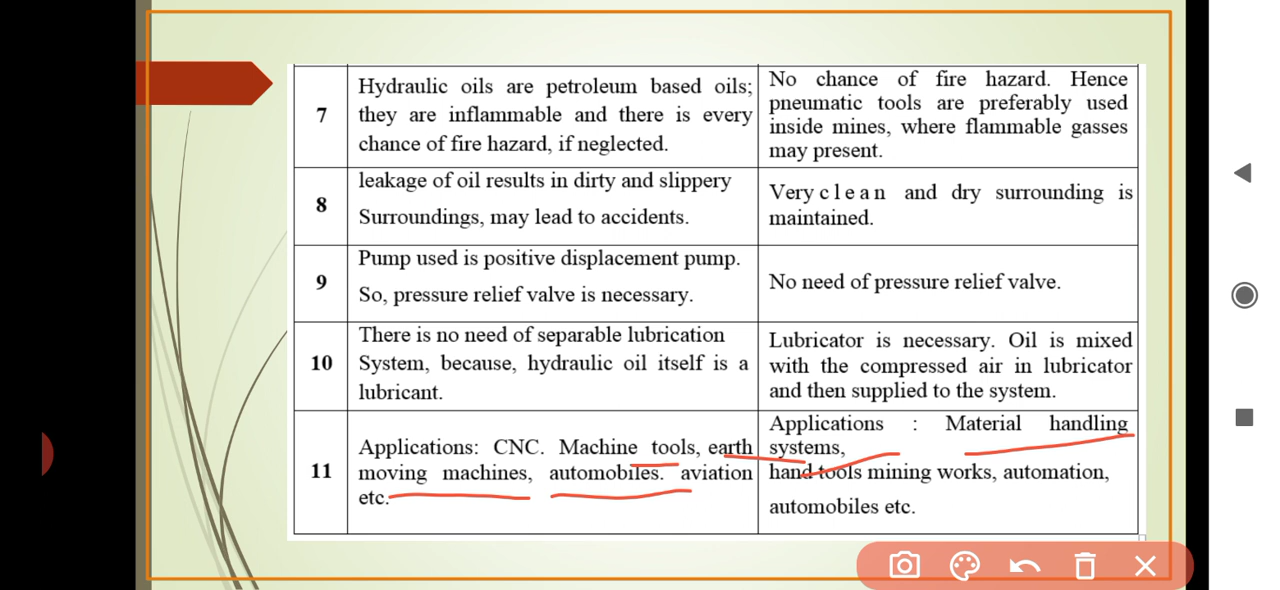 7
Hydraulic oils are petroleum based oils;
they are inflammable and there is every
chance of fire hazard, if neglected.
No chance of fire hazard. Hence
pneumatic tools are preferably used
inside mines, where flammable gasses
may present.
8
leakage of oil results in dirty and slippery
Surroundings, may lead to accidents.
Very c l e a n and dry surrounding is
maintained.
9
Pump used is positive displacement pump.
So, pressure relief valve is necessary.
No need of pressure relief valve.
10
There is no need of separable lubrication
System, because, hydraulic oil itself is a
lubricant.
Lubricator is necessary. Oil is mixed
with the compressed air in lubricator
and then supplied to the system.
11
Applications: CNC. Machine tools, earth
moving machines, automobiles. aviation
etc.
Applications : Material handling
systems,
hand tools mining works, automation,
automobiles etc.